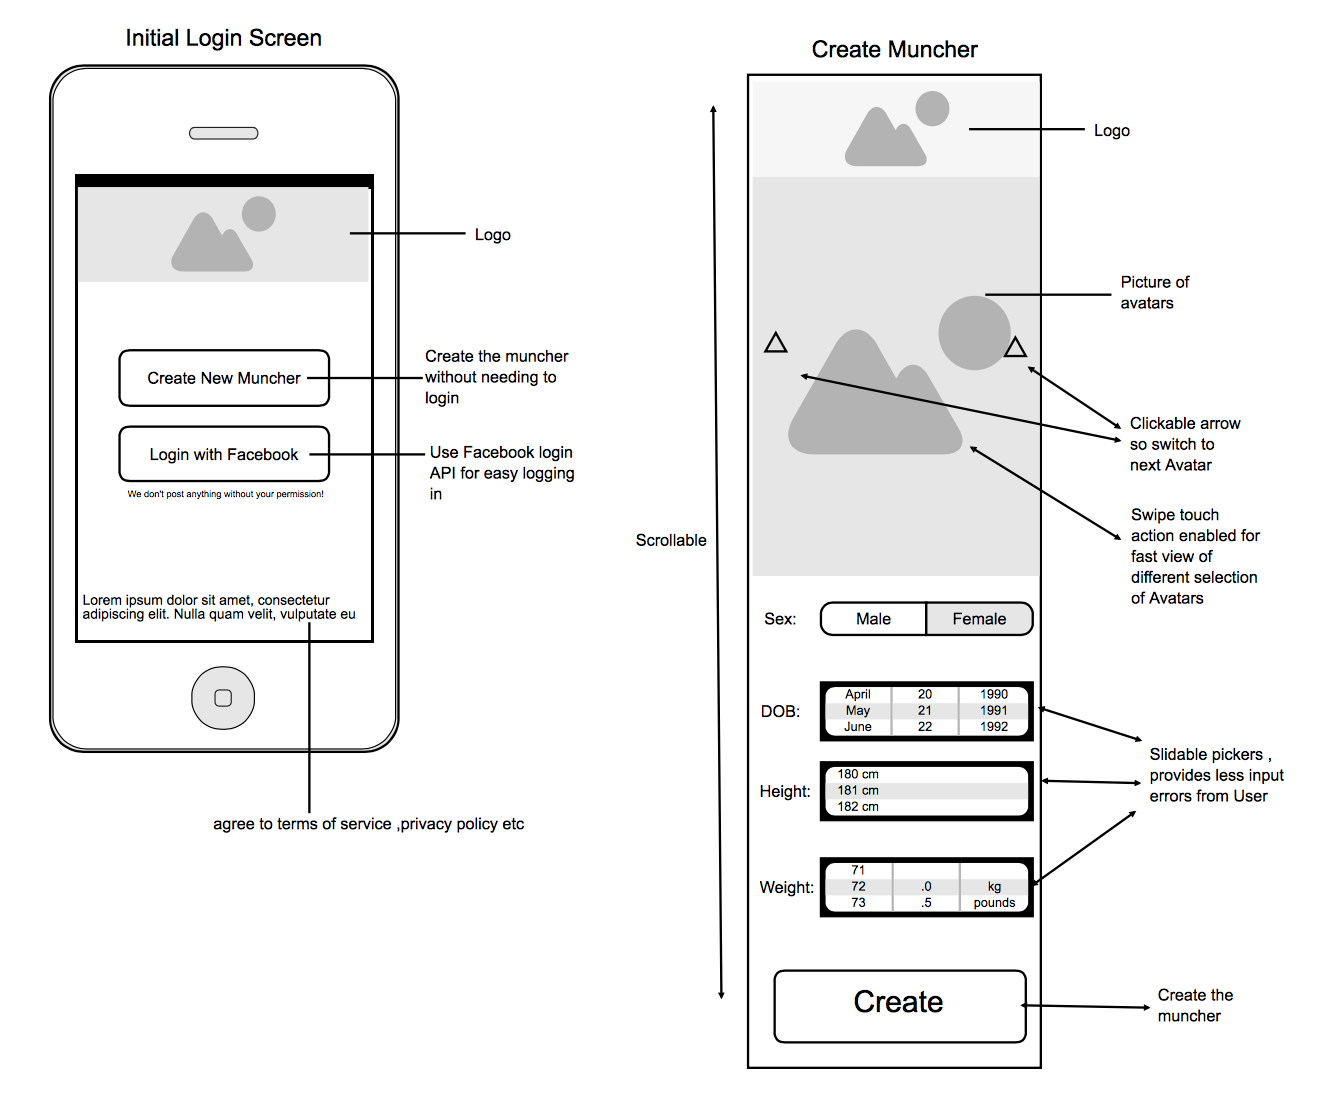 Initial Login Screen
Logo
Create New Muncher
Create the muncher
without needing to
login
Login with Facebook
Use Facebook login
API for easy logging
in
We don't post anything without your permission!
Lorem ipsum dolor sit amet, consectetur
adipiscing elit. Nulla quam velit, vulputate eu
agree to terms of service ,privacy policy etc
Create Muncher
Logo
Picture of
avatars
Clickable arrow
so switch to
next Avatar
Swipe touch
action enabled for
fast view of
different selection
of Avatars
Scrollable
Sex: Male Female
DOB:
April 20 1990
May 21 1991
June 22 1992
Height:
180 cm
181 cm
182 cm
Slidable pickers ,
provides less input
errors from User
Weight:
71
72 .0 kg
73 .5 pounds
Create
Create the
muncher